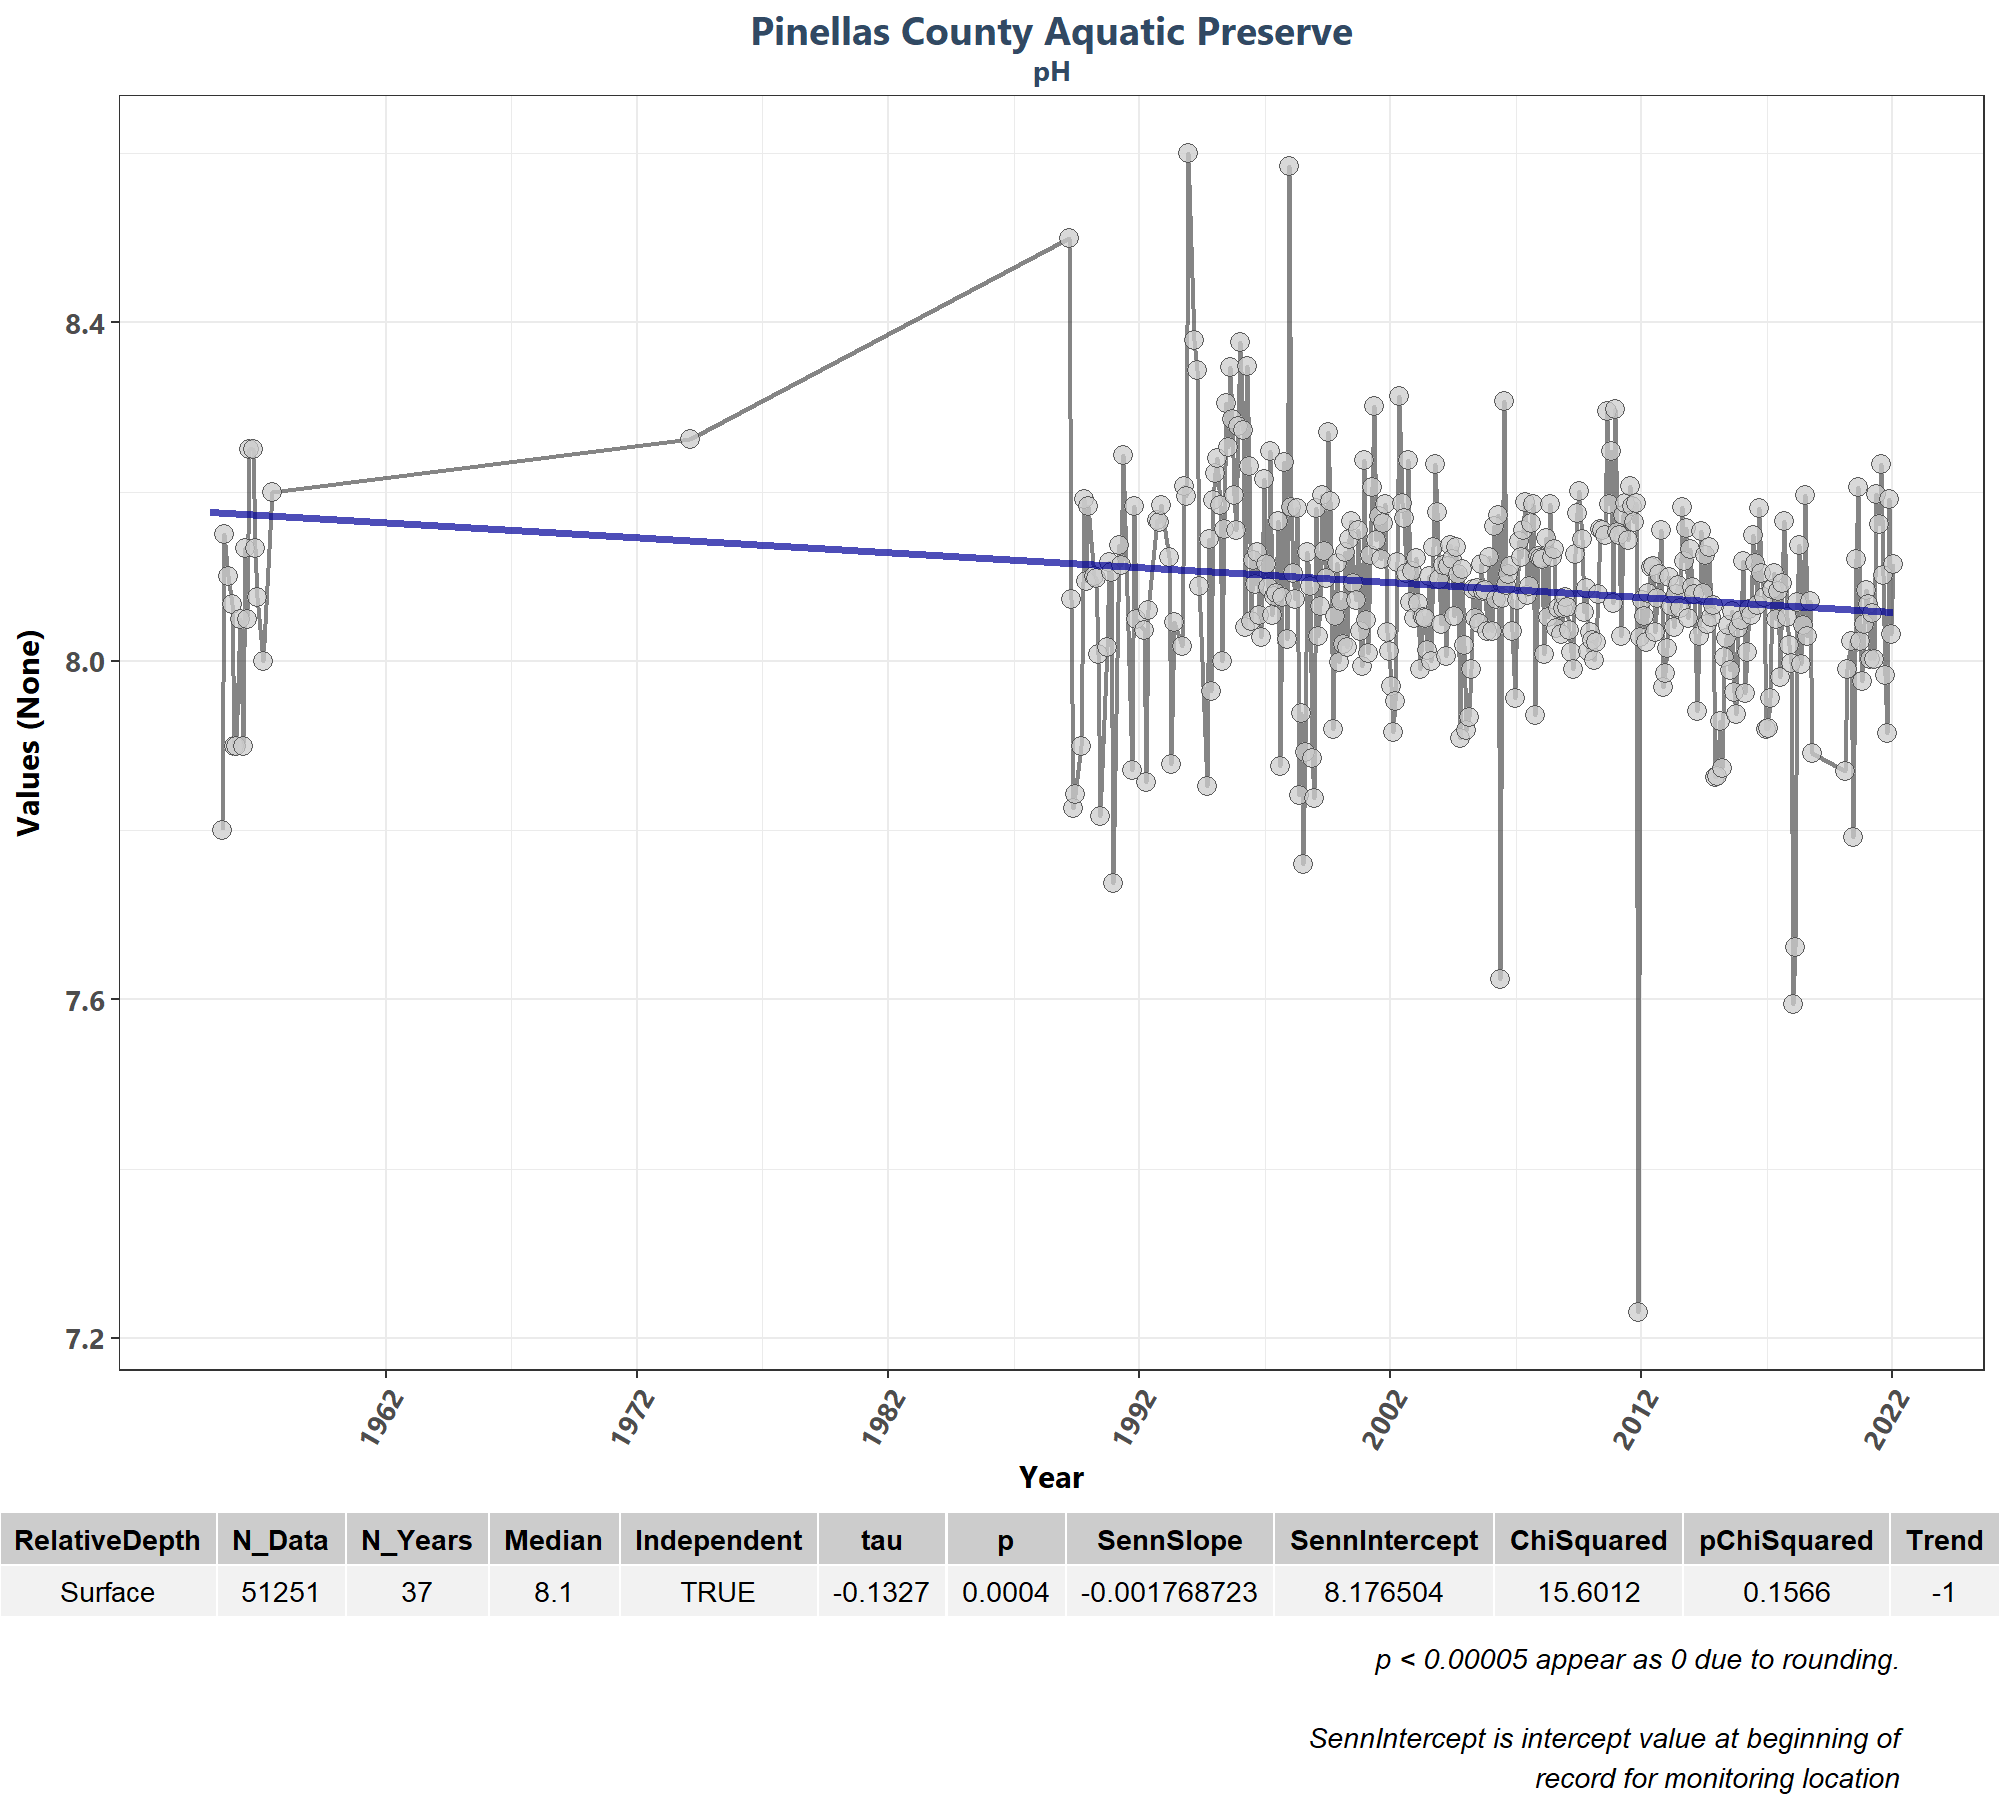 Pinellas County Aquatic Preserve
pH
Values (None)
8.4
8.0
7.6
7.2
1962 1972 1982 1992 2002 2012 2022
Year
RelativeDepth N_Data N_Years Median Independent tau p SennSlope SennIntercept ChiSquared pChiSquared Trend
Surface 51251 37 8.1 TRUE -0.1327 0.0004 -0.001768723 8.176504 15.6012 0.1566 -1
p < 0.00005 appear as 0 due to rounding.
SennIntercept is intercept value at beginning of
record for monitoring location